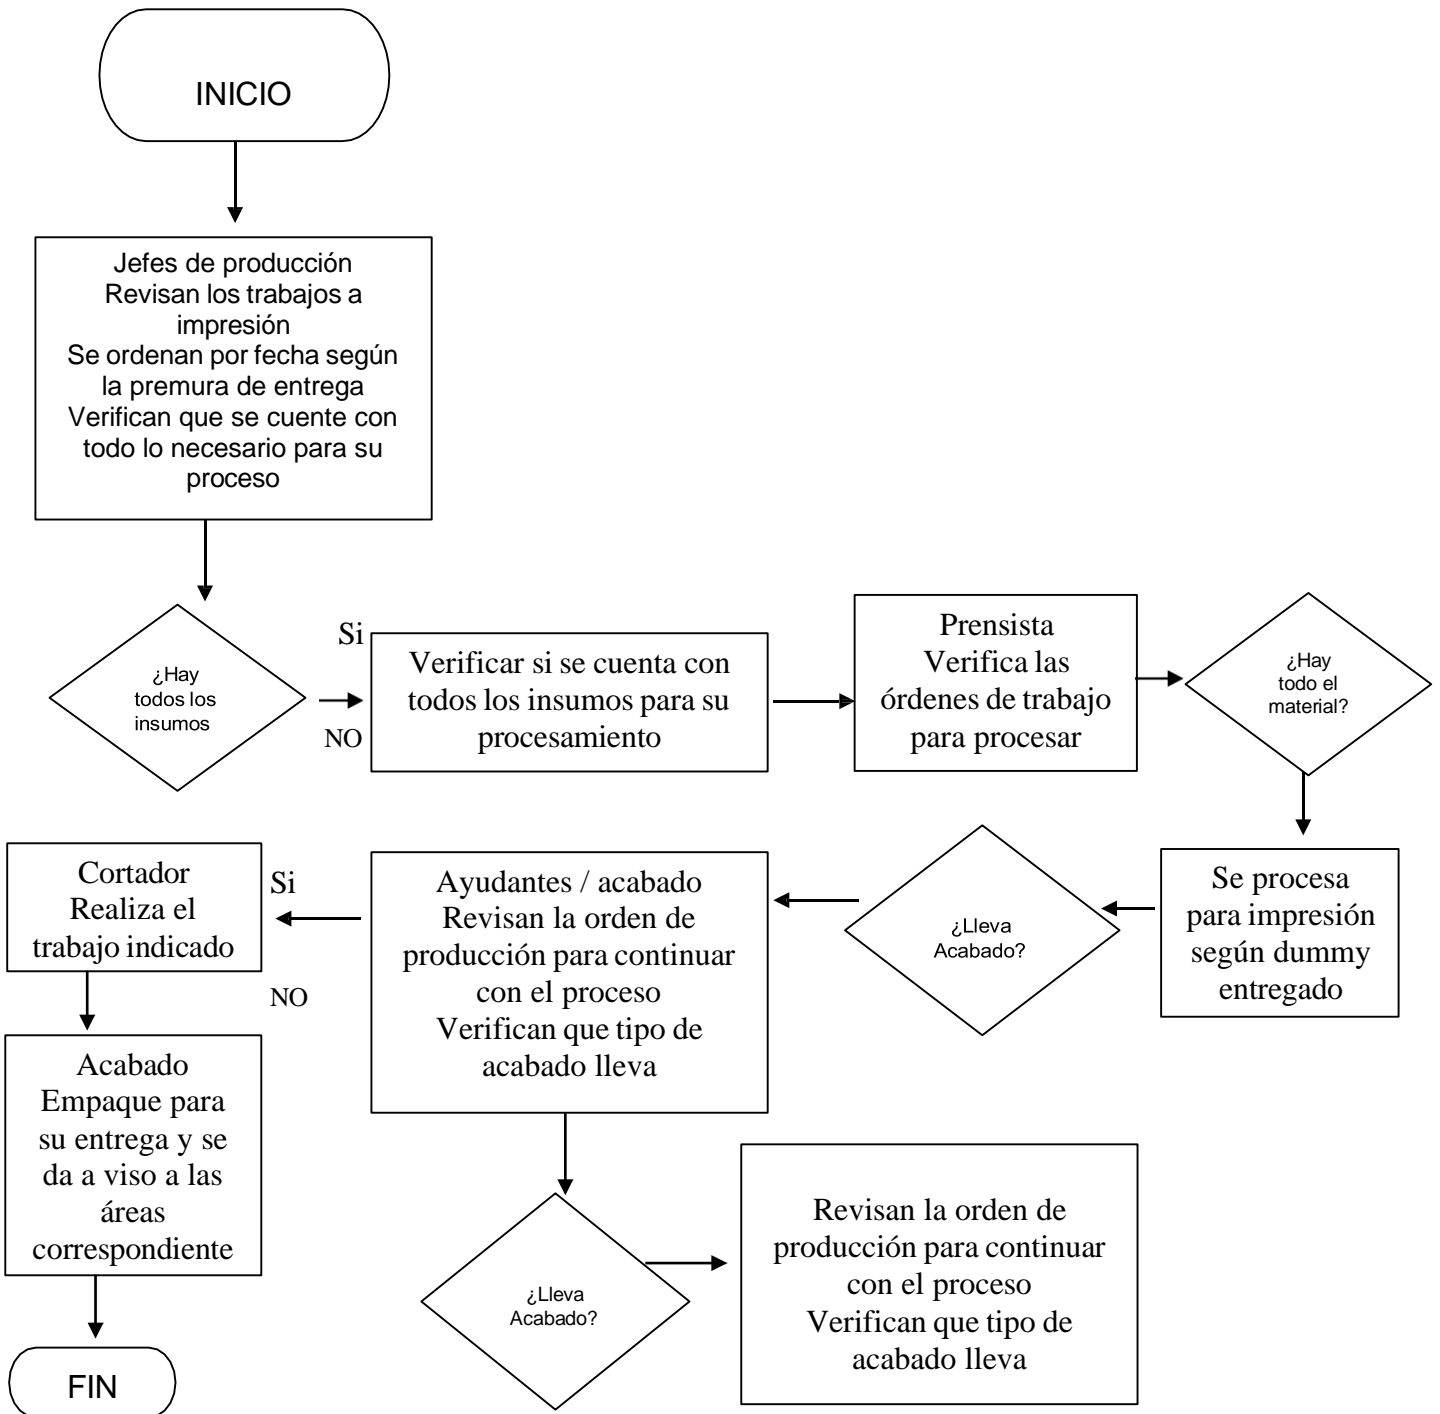 INICIO
Jefes de producción
Revisan los trabajos a
impresión
Se ordenan por fecha según
la premura de entrega
Verifican que se cuente con
todo lo necesario para su
proceso
¿Hay
todos los
insumos
Si
NO
Verificar si se cuenta con
todos los insumos para su
procesamiento
Prensista
Verifica las
órdenes de trabajo
para procesar
¿Hay
todo el
material?
Se procesa
para impresión
según dummy
entregado
¿Lleva
Acabado?
Ayudantes / acabado
Revisan la orden de
producción para continuar
con el proceso
Verifican que tipo de
acabado lleva
Si
NO
Cortador
Realiza el
trabajo indicado
Acabado
Empaque para
su entrega y se
da a viso a las
áreas
correspondiente
FIN
¿Lleva
Acabado?
Revisan la orden de
producción para continuar
con el proceso
Verifican que tipo de
acabado lleva